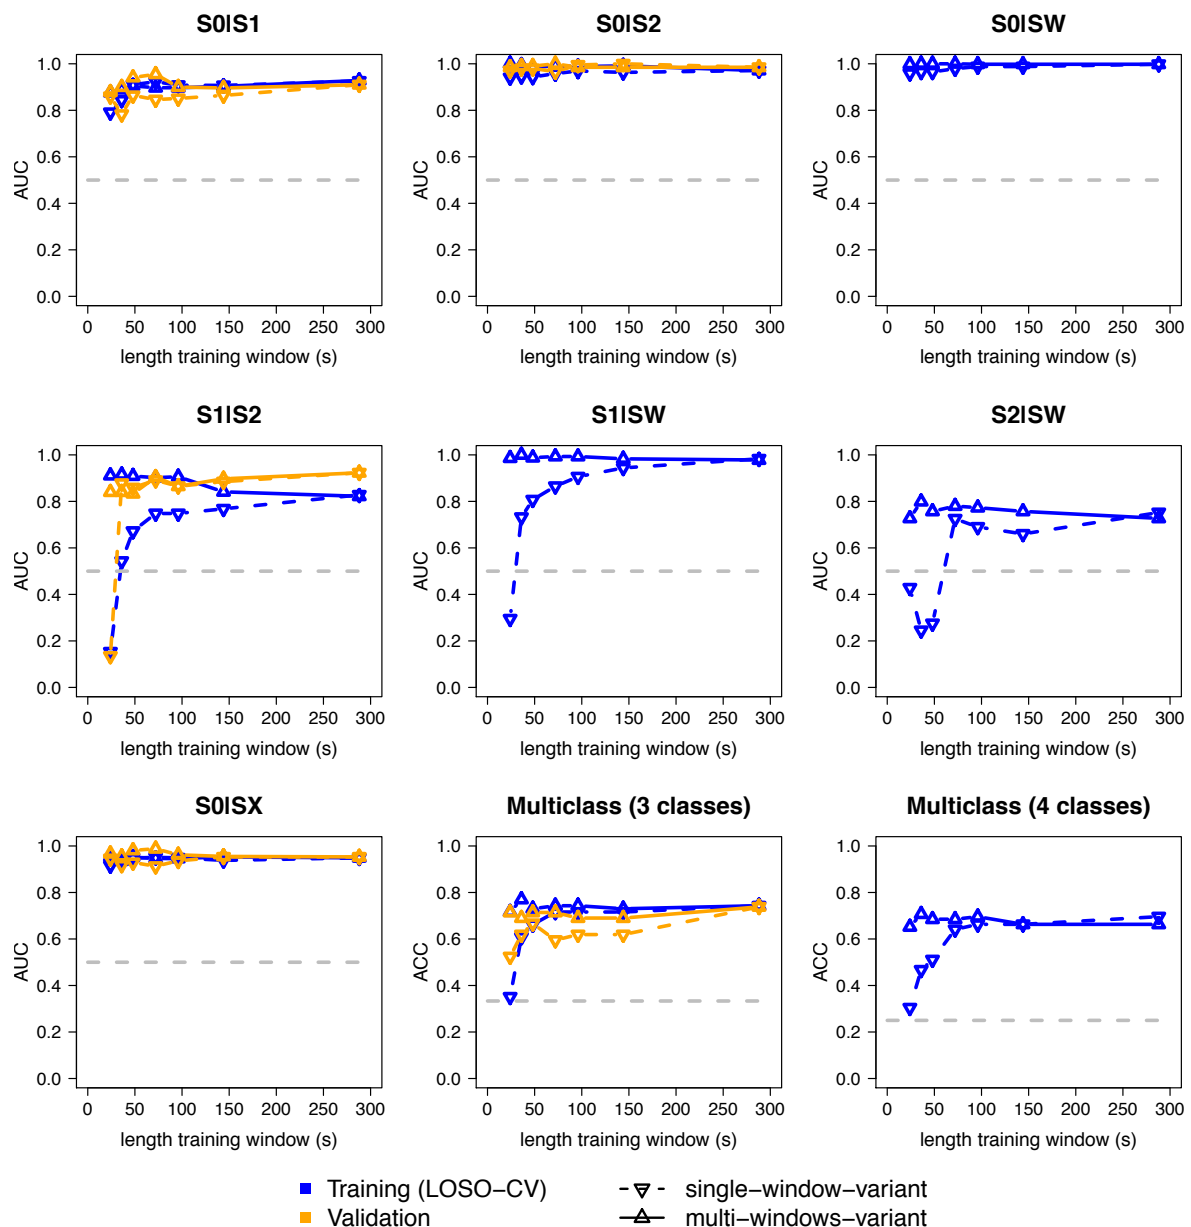 S0|S1
S0|S2
S0|SW
AUC
0.0
0.2
0.4
0.6
0.8
1.0
0 50 100 150 200 250 300
length training window (s)
AUC
0.0
0.2
0.4
0.6
0.8
1.0
0 50 100 150 200 250 300
length training window (s)
AUC
0.0
0.2
0.4
0.6
0.8
1.0
0 50 100 150 200 250 300
length training window (s)
S1|S2
S1|SW
S2|SW
AUC
0.0
0.2
0.4
0.6
0.8
1.0
0 50 100 150 200 250 300
length training window (s)
AUC
0.0
0.2
0.4
0.6
0.8
1.0
0 50 100 150 200 250 300
length training window (s)
AUC
0.0
0.2
0.4
0.6
0.8
1.0
0 50 100 150 200 250 300
length training window (s)
S0|SX
Multiclass (3 classes)
Multiclass (4 classes)
AUC
0.0
0.2
0.4
0.6
0.8
1.0
0 50 100 150 200 250 300
length training window (s)
ACC
0.0
0.2
0.4
0.6
0.8
1.0
0 50 100 150 200 250 300
length training window (s)
ACC
0.0
0.2
0.4
0.6
0.8
1.0
0 50 100 150 200 250 300
length training window (s)
Training (LOSO−CV)
Validation
single−window−variant
multi−windows−variant